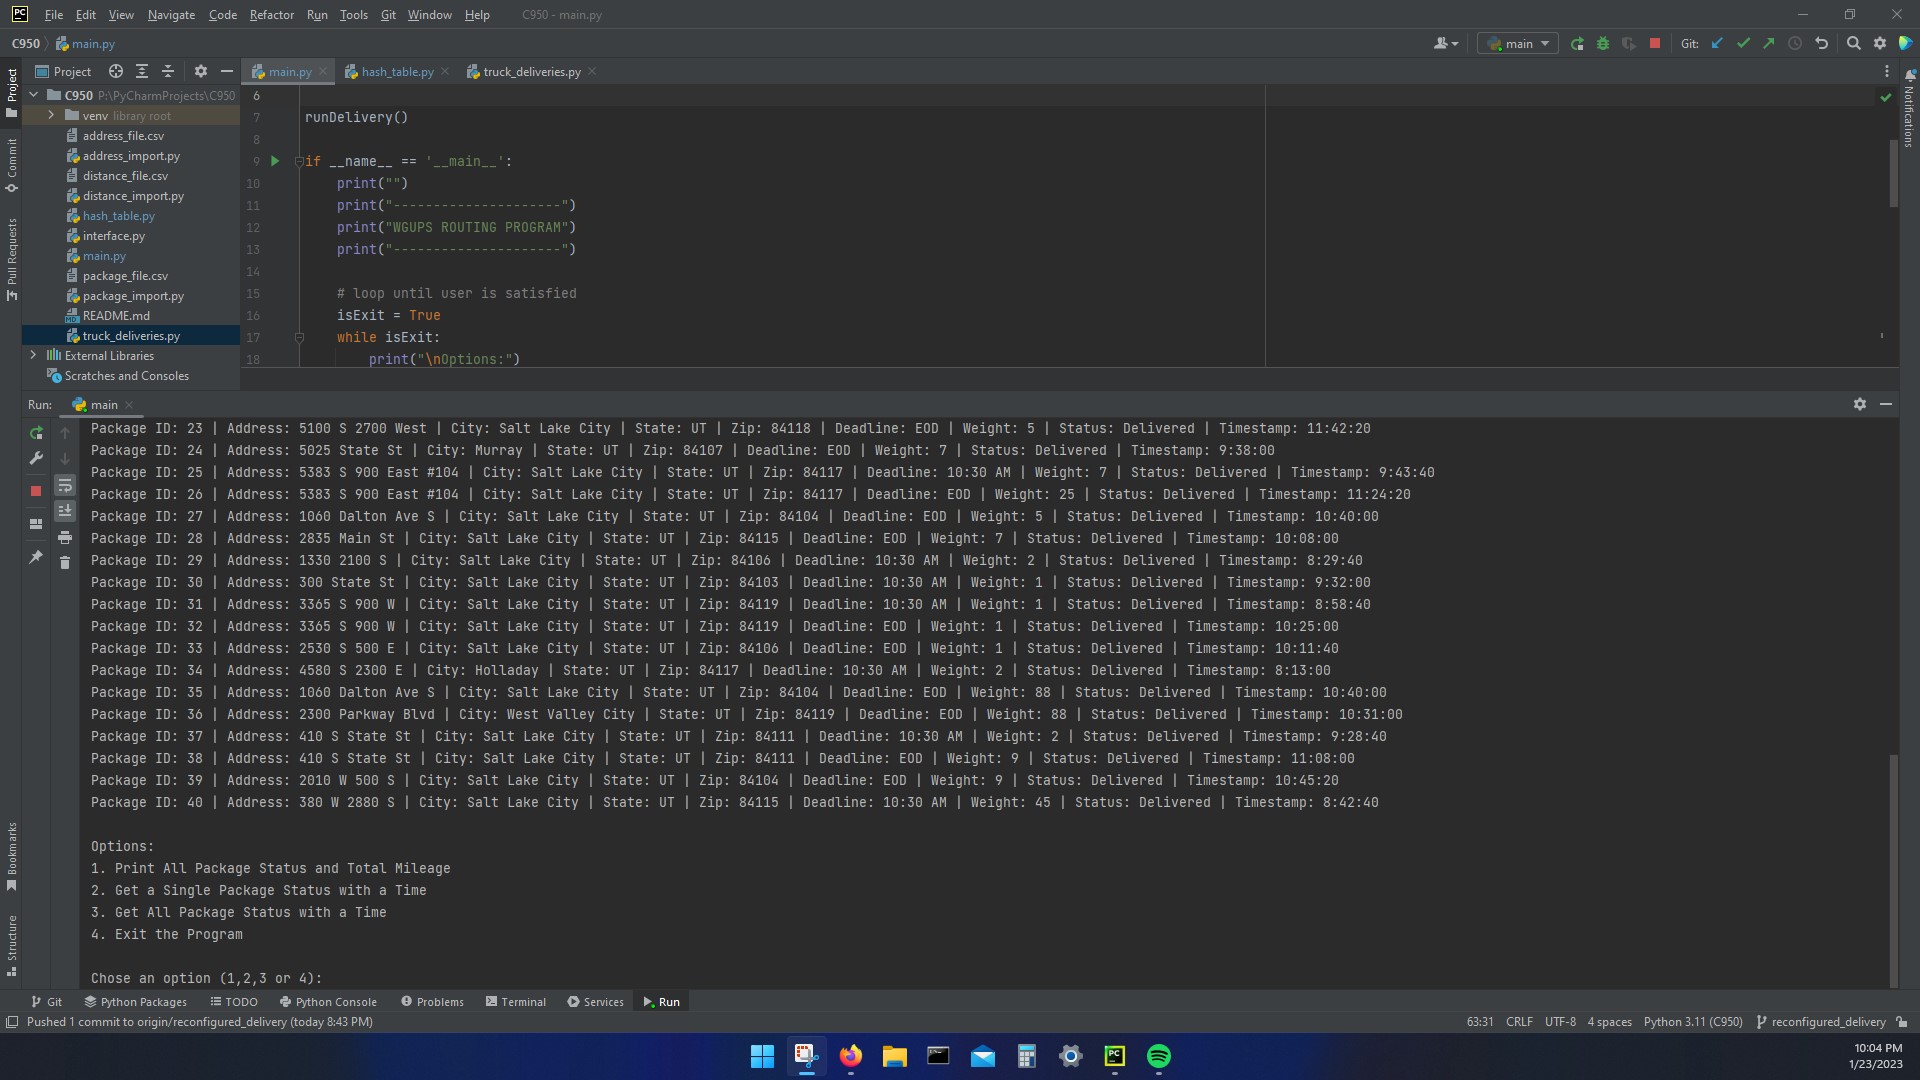 PC File Edit View Navigate Code Refactor Run Tools Git Window Help C950 - main.py
C950 main.py main Git:
Project main.py hash_table.py truck_deliveries.py
Project
Commit
Pull Requests
Bookmarks
Structure
Notifications
C950 P:\PyCharmProjects\C950
venv library root
address_file.csv
address_import.py
distance_file.csv
distance_import.py
hash_table.py
interface.py
main.py
package_file.csv
package_import.py
README.md
truck_deliveries.py
External Libraries
Scratches and Consoles
6
7 runDelivery()
8
9 if __name__ == '__main__':
10 print("")
11 print("---------------------")
12 print("WGUPS ROUTING PROGRAM")
13 print("---------------------")
14
15 # loop until user is satisfied
16 isExit = True
17 while isExit:
18 print("\nOptions:")
Run: main
Package ID: 23 | Address: 5100 S 2700 West | City: Salt Lake City | State: UT | Zip: 84118 | Deadline: EOD | Weight: 5 | Status: Delivered | Timestamp: 11:42:20
Package ID: 24 | Address: 5025 State St | City: Murray | State: UT | Zip: 84107 | Deadline: EOD | Weight: 7 | Status: Delivered | Timestamp: 9:38:00
Package ID: 25 | Address: 5383 S 900 East #104 | City: Salt Lake City | State: UT | Zip: 84117 | Deadline: 10:30 AM | Weight: 7 | Status: Delivered | Timestamp: 9:43:40
Package ID: 26 | Address: 5383 S 900 East #104 | City: Salt Lake City | State: UT | Zip: 84117 | Deadline: EOD | Weight: 25 | Status: Delivered | Timestamp: 11:24:20
Package ID: 27 | Address: 1060 Dalton Ave S | City: Salt Lake City | State: UT | Zip: 84104 | Deadline: EOD | Weight: 5 | Status: Delivered | Timestamp: 10:40:00
Package ID: 28 | Address: 2835 Main St | City: Salt Lake City | State: UT | Zip: 84115 | Deadline: EOD | Weight: 7 | Status: Delivered | Timestamp: 10:08:00
Package ID: 29 | Address: 1330 2100 S | City: Salt Lake City | State: UT | Zip: 84106 | Deadline: 10:30 AM | Weight: 2 | Status: Delivered | Timestamp: 8:29:40
Package ID: 30 | Address: 300 State St | City: Salt Lake City | State: UT | Zip: 84103 | Deadline: 10:30 AM | Weight: 1 | Status: Delivered | Timestamp: 9:32:00
Package ID: 31 | Address: 3365 S 900 W | City: Salt Lake City | State: UT | Zip: 84119 | Deadline: 10:30 AM | Weight: 1 | Status: Delivered | Timestamp: 8:58:40
Package ID: 32 | Address: 3365 S 900 W | City: Salt Lake City | State: UT | Zip: 84119 | Deadline: EOD | Weight: 1 | Status: Delivered | Timestamp: 10:25:00
Package ID: 33 | Address: 2530 S 500 E | City: Salt Lake City | State: UT | Zip: 84106 | Deadline: EOD | Weight: 1 | Status: Delivered | Timestamp: 10:11:40
Package ID: 34 | Address: 4580 S 2300 E | City: Holladay | State: UT | Zip: 84117 | Deadline: 10:30 AM | Weight: 2 | Status: Delivered | Timestamp: 8:13:00
Package ID: 35 | Address: 1060 Dalton Ave S | City: Salt Lake City | State: UT | Zip: 84104 | Deadline: EOD | Weight: 88 | Status: Delivered | Timestamp: 10:40:00
Package ID: 36 | Address: 2300 Parkway Blvd | City: West Valley City | State: UT | Zip: 84119 | Deadline: EOD | Weight: 88 | Status: Delivered | Timestamp: 10:31:00
Package ID: 37 | Address: 410 S State St | City: Salt Lake City | State: UT | Zip: 84111 | Deadline: 10:30 AM | Weight: 2 | Status: Delivered | Timestamp: 9:28:40
Package ID: 38 | Address: 410 S State St | City: Salt Lake City | State: UT | Zip: 84111 | Deadline: EOD | Weight: 9 | Status: Delivered | Timestamp: 11:08:00
Package ID: 39 | Address: 2010 W 500 S | City: Salt Lake City | State: UT | Zip: 84104 | Deadline: EOD | Weight: 9 | Status: Delivered | Timestamp: 10:45:20
Package ID: 40 | Address: 380 W 2880 S | City: Salt Lake City | State: UT | Zip: 84115 | Deadline: 10:30 AM | Weight: 45 | Status: Delivered | Timestamp: 8:42:40
Options:
1. Print All Package Status and Total Mileage
2. Get a Single Package Status with a Time
3. Get All Package Status with a Time
4. Exit the Program
Chose an option (1,2,3 or 4):
Git Python Packages TODO Python Console Problems Terminal Services Run
Pushed 1 commit to origin/reconfigured_delivery (today 8:43 PM) 63:31 CRLF UTF-8 4 spaces Python 3.11 (C950) reconfigured_delivery
PC
10:04 PM
1/23/2023